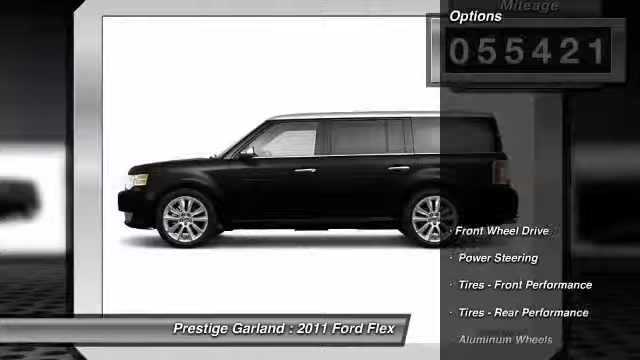 Mileage
Options
055421
· Front Wheel Drive
· Power Steering
· Tires - Front Performance
· Tires - Rear Performance
· Aluminum Wheels
Prestige Garland : 2011 Ford Flex